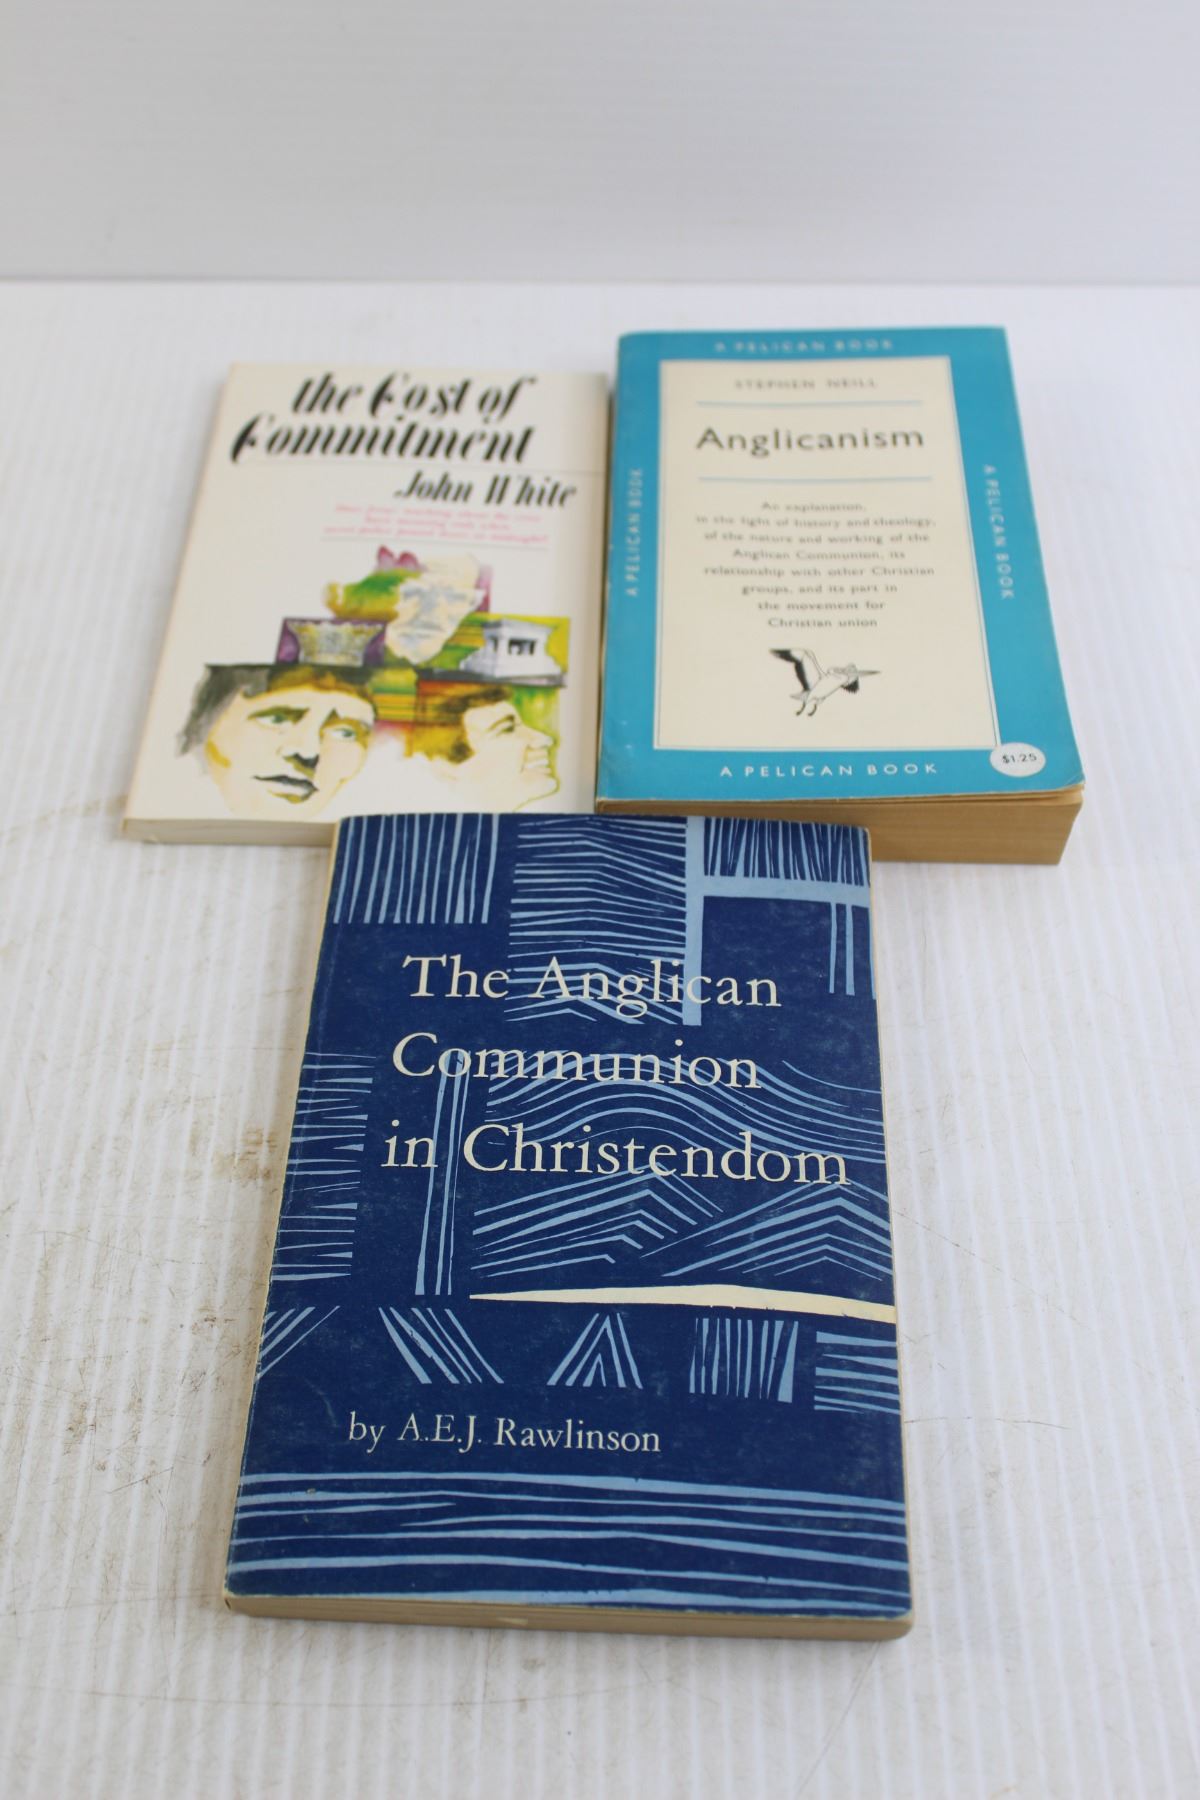 the Cost of
Commitment
John White
A PELICAN BOOK
STEPHEN NEILL
Anglicanism
An explanation,
in the light of history and theology,
of the nature and working of the
Anglican Communion, its
relationship with other Christian
groups, and its part in
the movement for
Christian union
A PELICAN BOOK
A PELICAN BOOK
A PELICAN BOOK
$1.25
The Anglican
Communion
in Christendom
by A.E.J. Rawlinson